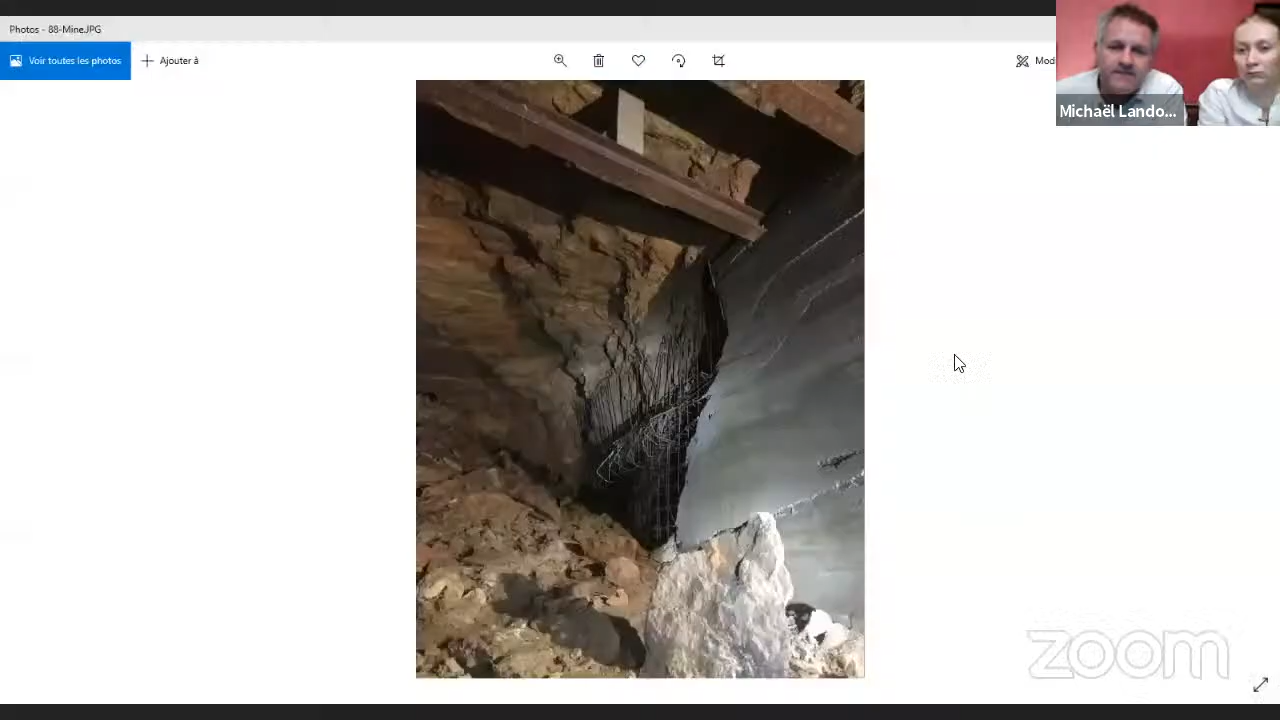 Photos - 88-Mine.JPG
Voir toutes les photos
Ajouter à
Mod
Michaël Lando...
zoom